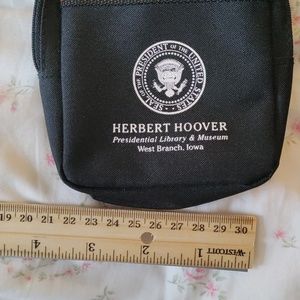 SEAL OF THE PRESIDENT OF THE UNITED STATES
HERBERT HOOVER
Presidential Library & Museum
West Branch, Iowa
19 20 21 22 23 24 25 26 27 28 29 30
4 3 2 1
WESTCOTT